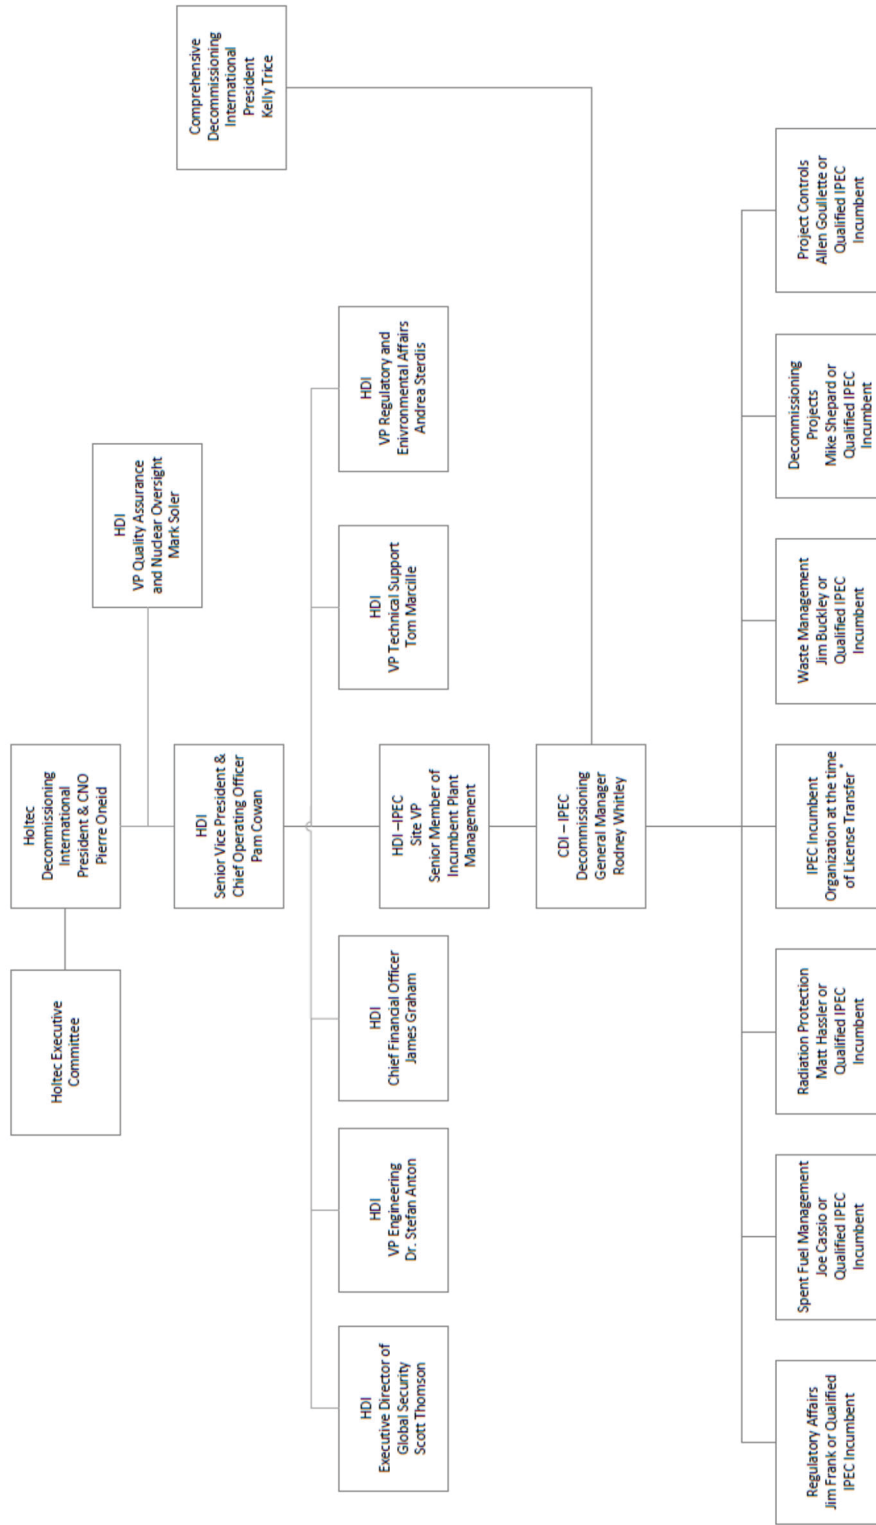 Holtec Executive
Committee
Holtec
Decommissioning
International
President & CNO
Pierre Oneid
HDI
VP Quality Assurance
and Nuclear Oversight
Mark Soler
Comprehensive
Decommissioning
International
President
Kelly Trice
HDI
Senior Vice President &
Chief Operating Officer
Pam Cowan
HDI
Executive Director of
Global Security
Scott Thomson
HDI
VP Engineering
Dr. Stefan Anton
HDI
Chief Financial Officer
James Graham
HDI –IPEC
Site VP
Senior Member of
Incumbent Plant
Management
HDI
VP Technical Support
Tom Marcille
HDI
VP Regulatory and
Enivronmental Affairs
Andrea Sterdis
CDI – IPEC
Decommissioning
General Manager
Rodney Whitley
Regulatory Affairs
Jim Frank or Qualified
IPEC Incumbent
Spent Fuel Management
Joe Cassio or
Qualified IPEC
Incumbent
Radiation Protection
Matt Hassler or
Qualified IPEC
Incumbent
IPEC Incumbent
Organization at the time
of License Transfer *
Waste Management
Jim Buckley or
Qualified IPEC
Incumbent
Decommissioning
Projects
Mike Shepard or
Qualified IPEC
Incumbent
Project Controls
Allen Goullette or
Qualified IPEC
Incumbent